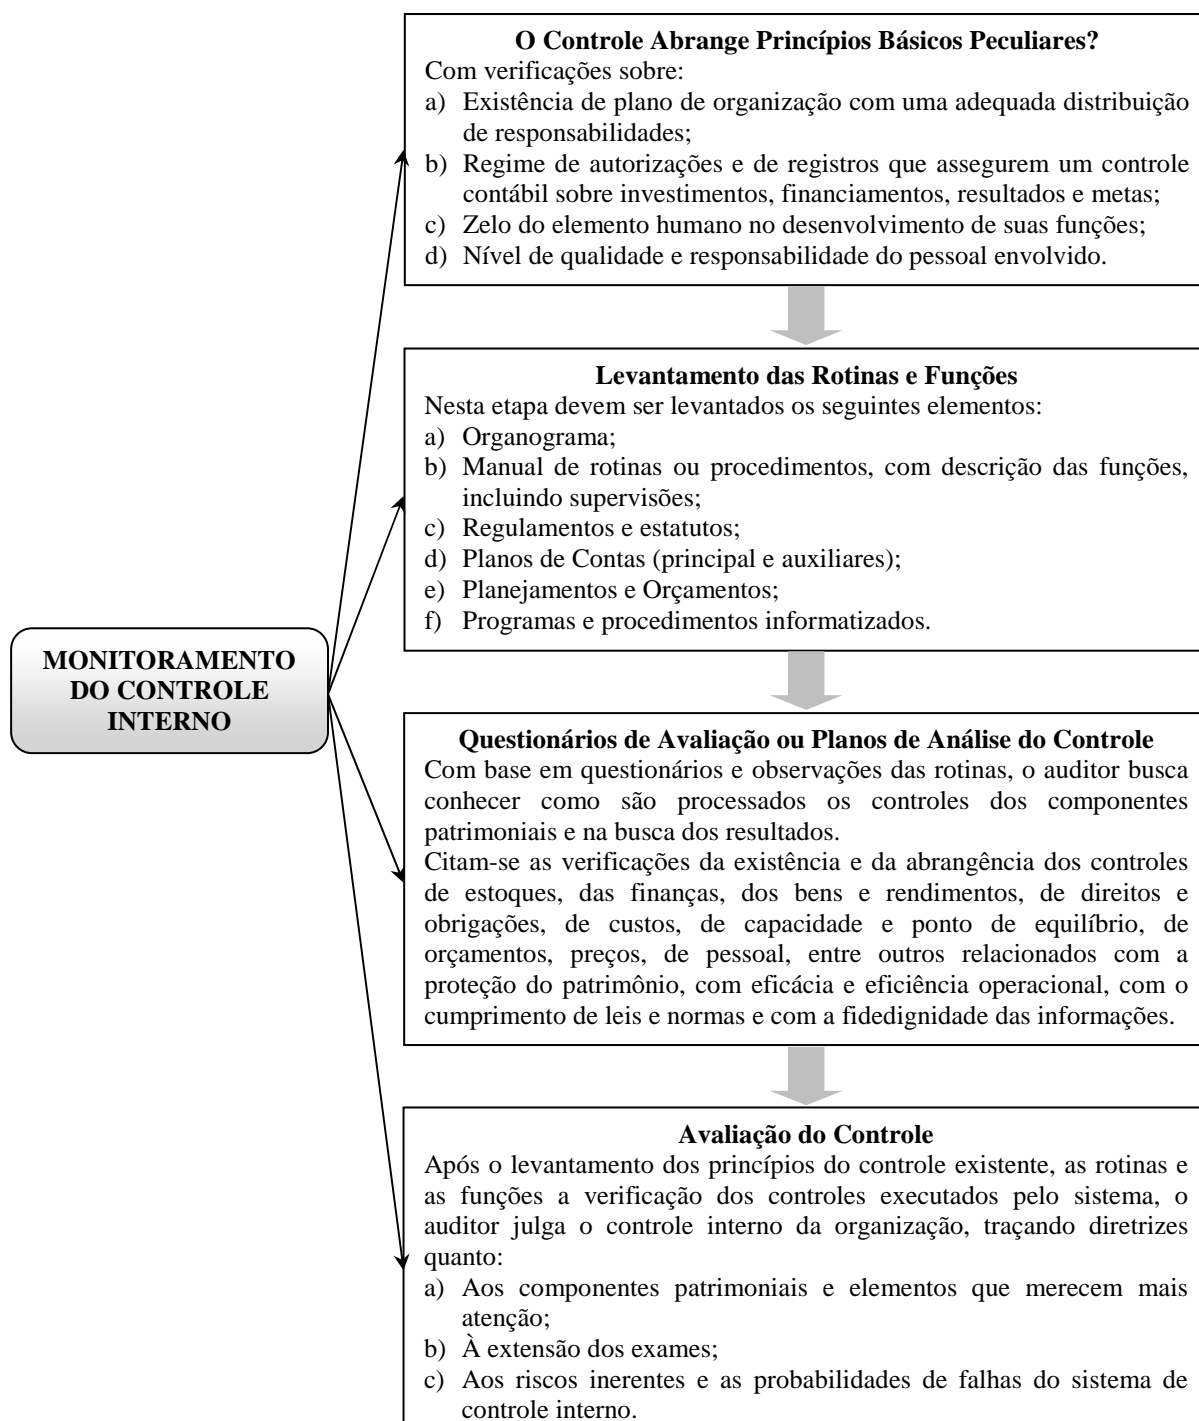 O Controle Abrange Princípios Básicos Peculiares?
Com verificações sobre:
a) Existência de plano de organização com uma adequada distribuição
de responsabilidades;
b) Regime de autorizações e de registros que assegurem um controle
contábil sobre investimentos, financiamentos, resultados e metas;
c) Zelo do elemento humano no desenvolvimento de suas funções;
d) Nível de qualidade e responsabilidade do pessoal envolvido.
Levantamento das Rotinas e Funções
Nesta etapa devem ser levantados os seguintes elementos:
a) Organograma;
b) Manual de rotinas ou procedimentos, com descrição das funções,
incluindo supervisões;
c) Regulamentos e estatutos;
d) Planos de Contas (principal e auxiliares);
e) Planejamentos e Orçamentos;
f) Programas e procedimentos informatizados.
MONITORAMENTO
DO CONTROLE
INTERNO
Questionários de Avaliação ou Planos de Análise do Controle
Com base em questionários e observações das rotinas, o auditor busca
conhecer como são processados os controles dos componentes
patrimoniais e na busca dos resultados.
Citam-se as verificações da existência e da abrangência dos controles
de estoques, das finanças, dos bens e rendimentos, de direitos e
obrigações, de custos, de capacidade e ponto de equilíbrio, de
orçamentos, preços, de pessoal, entre outros relacionados com a
proteção do patrimônio, com eficácia e eficiência operacional, com o
cumprimento de leis e normas e com a fidedignidade das informações.
Avaliação do Controle
Após o levantamento dos princípios do controle existente, as rotinas e
as funções a verificação dos controles executados pelo sistema, o
auditor julga o controle interno da organização, traçando diretrizes
quanto:
a) Aos componentes patrimoniais e elementos que merecem mais
atenção;
b) À extensão dos exames;
c) Aos riscos inerentes e as probabilidades de falhas do sistema de
controle interno.